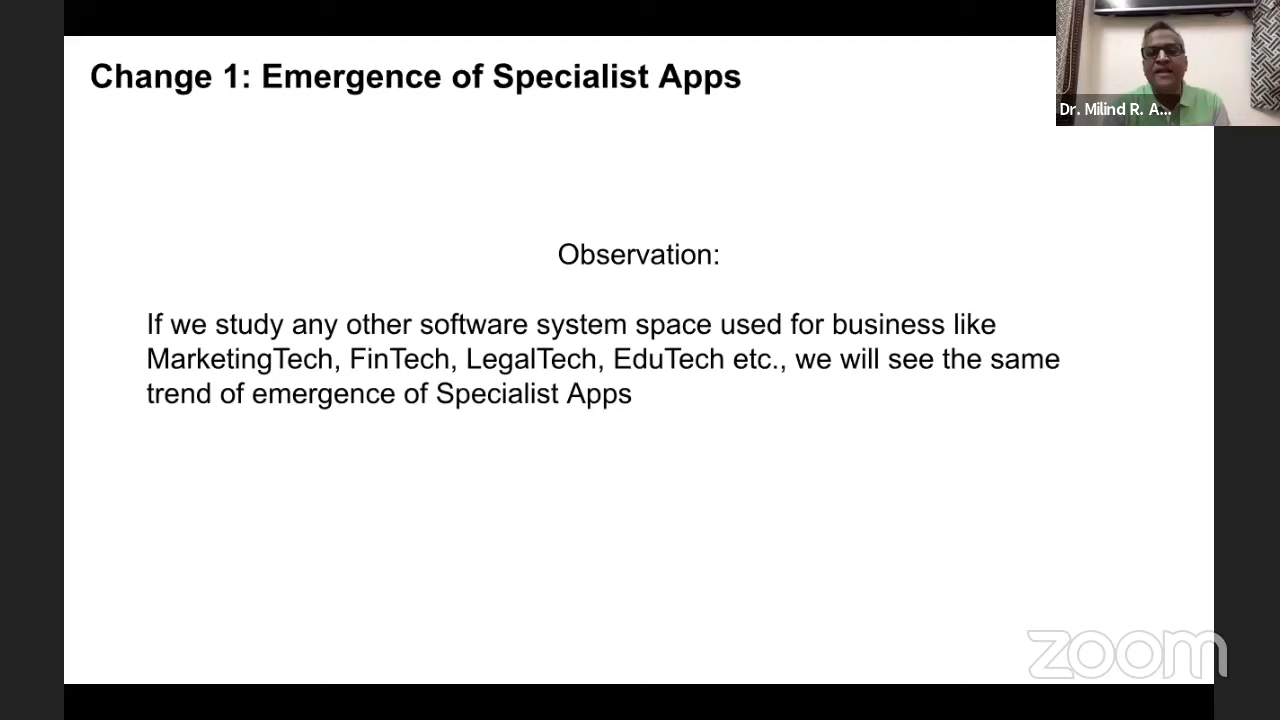 Change 1: Emergence of Specialist Apps
Dr. Milind R. A...
Observation:
If we study any other software system space used for business like
MarketingTech, FinTech, LegalTech, EduTech etc., we will see the same
trend of emergence of Specialist Apps
zoom